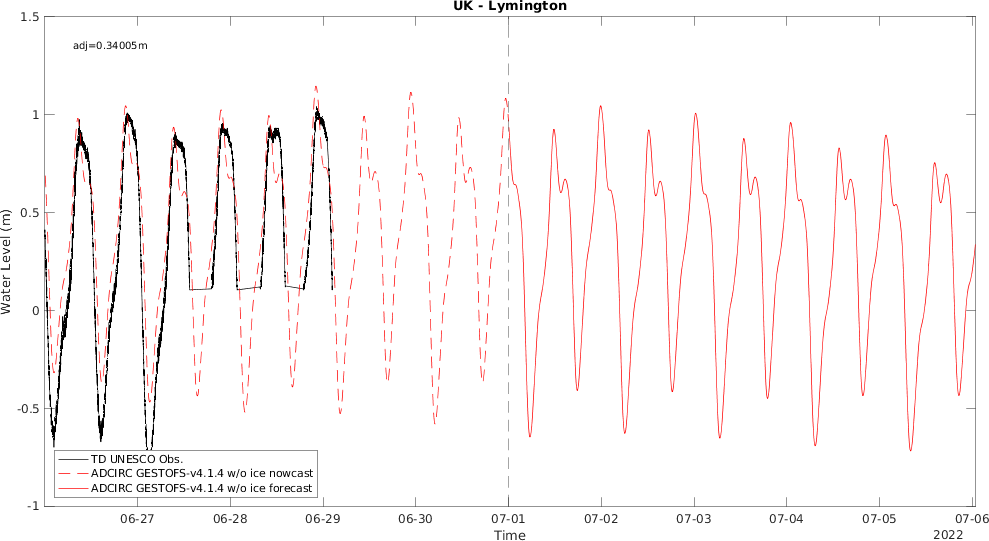 UK - Lymington
adj=0.34005m
1.5
1
0.5
0
-0.5
-1
Water Level (m)
TD UNESCO Obs.
ADCIRC GESTOFS-v4.1.4 w/o ice nowcast
ADCIRC GESTOFS-v4.1.4 w/o ice forecast
06-27 06-28 06-29 06-30 07-01 07-02 07-03 07-04 07-05 07-06
Time
2022